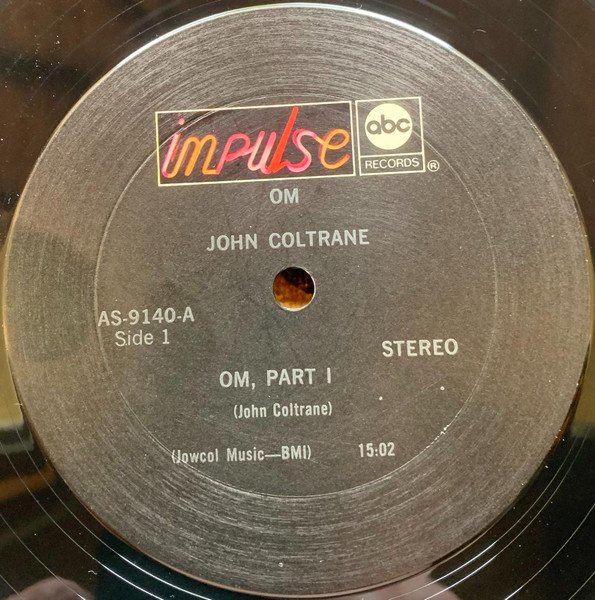 impulse
abc
RECORDS ®
OM
JOHN COLTRANE
AS-9140-A
Side 1
STEREO
OM, PART I
(John Coltrane)
(Jowcol Music—BMI) 15:02